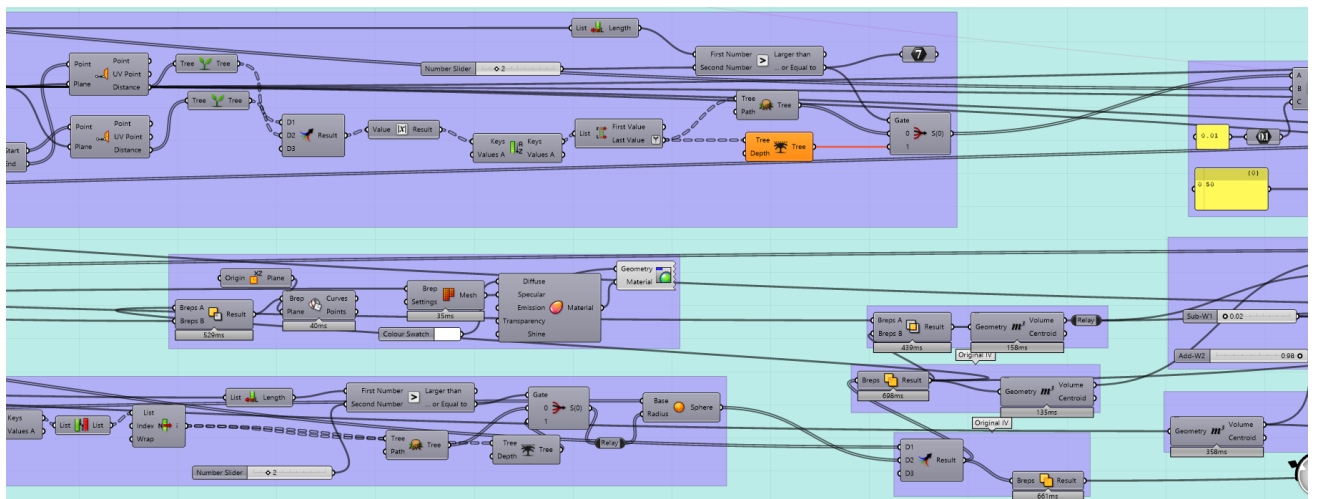 List Length
First Number Larger than
Second Number ... or Equal to
7
Number Slider 2
Point Point
Plane UV Point
Distance
Tree Tree
Tree Tree
Point Point
Plane UV Point
Distance
Start
End
D1
D2 Result
D3
Value Result
Keys Keys
Values A Values A
List First Value
Last Value
Tree Tree
Path
Tree Tree
Depth
Gate
0 S(0)
1
A
B
C
0.01
{0}
0 50
Origin XZ Plane
Breps A Result
Breps B
529ms
Brep Curves
Plane Points
40ms
Brep Mesh
Settings
35ms
Colour Swatch
Diffuse
Specular
Emission Material
Transparency
Shine
Geometry
Material
Breps A Result
Breps B
439ms
Geometry m³ Volume
Centroid
158ms
Relay
Original IV
Breps Result
698ms
Geometry m³ Volume
Centroid
135ms
Original IV
Sub-W1 0.02
Add-W2 0.98
Geometry m³ Volume
Centroid
358ms
Keys
Values A
List List
List
Index i
Wrap
List Length
First Number Larger than
Second Number ... or Equal to
Number Slider 2
Tree Tree
Path
Tree Tree
Depth
Gate
0 S(0)
1
Relay
Base Sphere
Radius
D1
D2 Result
D3
Breps Result
661ms